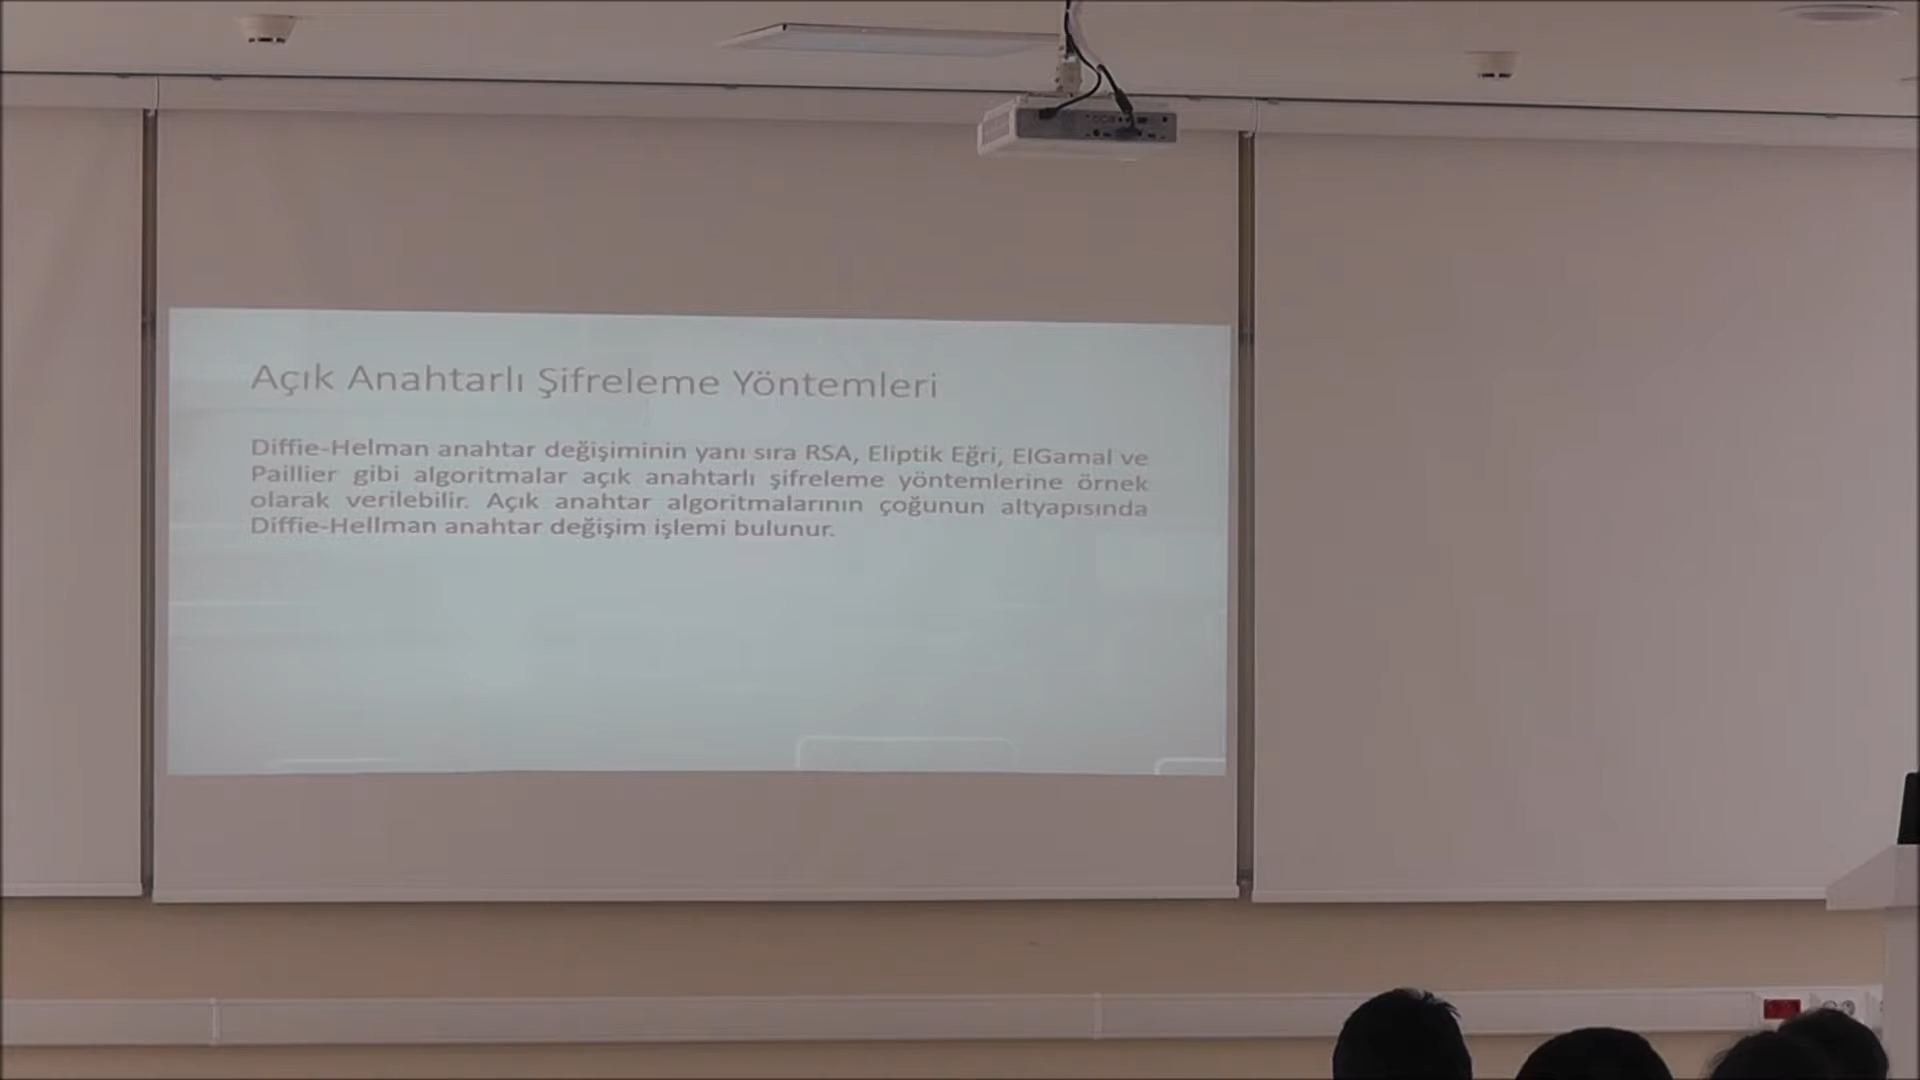 Açık Anahtarlı Şifreleme Yöntemleri
Diffie-Helman anahtar değişiminin yanı sıra RSA, Eliptik Eğri, ElGamal ve
Paillier gibi algoritmalar açık anahtarlı şifreleme yöntemlerine örnek
olarak verilebilir. Açık anahtar algoritmalarının çoğunun altyapısında
Diffie-Hellman anahtar değişim işlemi bulunur.